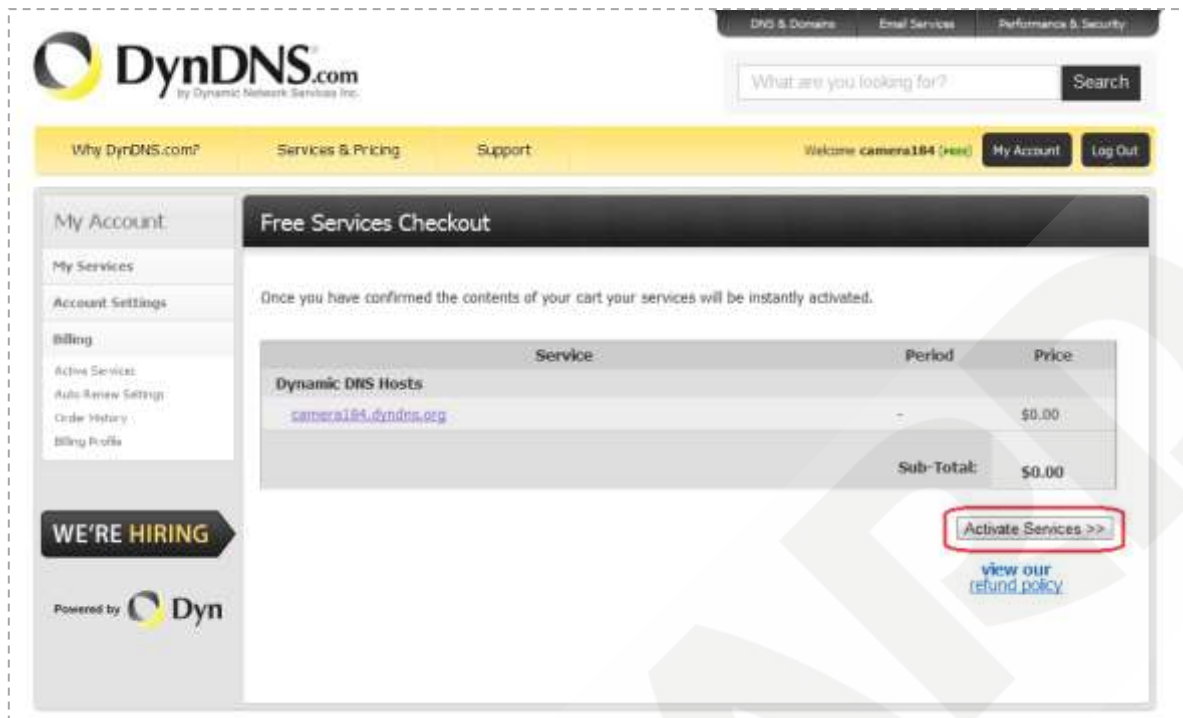 DNS & Domains Email Services Performance & Security
DynDNS.com
by Dynamic Network Services Inc.
What are you looking for? Search
Why DynDNS.com? Services & Pricing Support Welcome camera184 (FREE) My Account Log Out
My Account
My Services
Account Settings
Billing
Active Services
Auto Renew Settings
Order History
Billing Profile
WE'RE HIRING
Powered by Dyn
Free Services Checkout
Once you have confirmed the contents of your cart your services will be instantly activated.
Service Period Price
Dynamic DNS Hosts
camera184.dyndns.org - $0.00
Sub-Total: $0.00
Activate Services >>
view our
refund policy